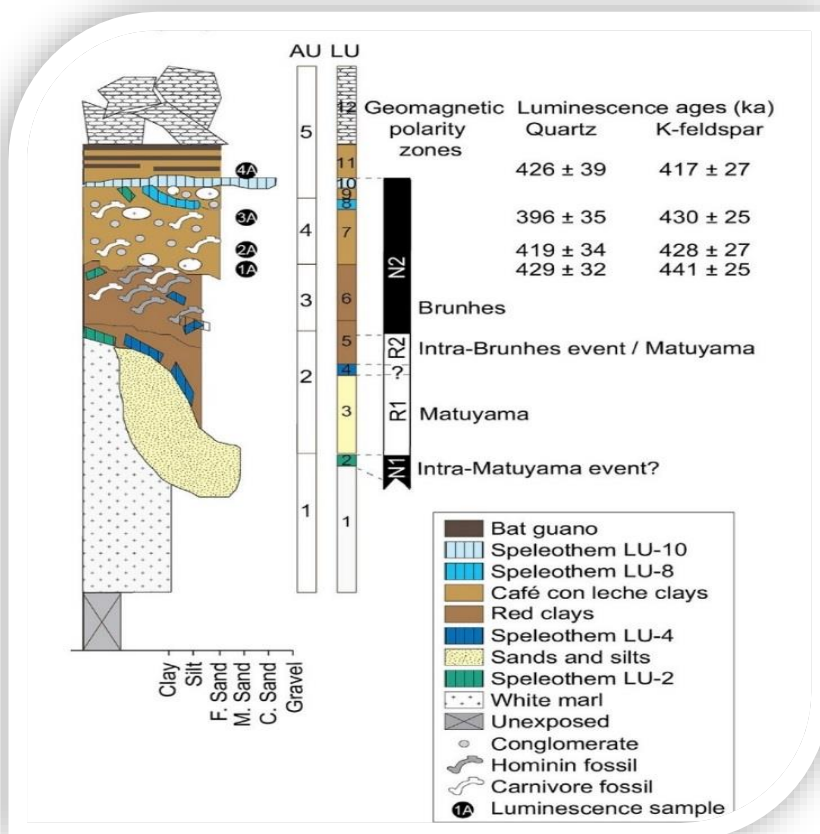 AU LU
Geomagnetic polarity zones
Luminescence ages (ka)
Quartz K-feldspar
12
5
11
4A
426 ± 39 417 ± 27
10
9
8
3A
396 ± 35 430 ± 25
4
7
2A
419 ± 34 428 ± 27
1A
429 ± 32 441 ± 25
N2
3
6
Brunhes
5
R2
Intra-Brunhes event / Matuyama
4
?
2
3
R1
Matuyama
2
N1
Intra-Matuyama event?
1
1
Clay
Silt
F. Sand
M. Sand
C. Sand
Gravel
Bat guano
Speleothem LU-10
Speleothem LU-8
Café con leche clays
Red clays
Speleothem LU-4
Sands and silts
Speleothem LU-2
White marl
Unexposed
Conglomerate
Hominin fossil
Carnivore fossil
1A Luminescence sample